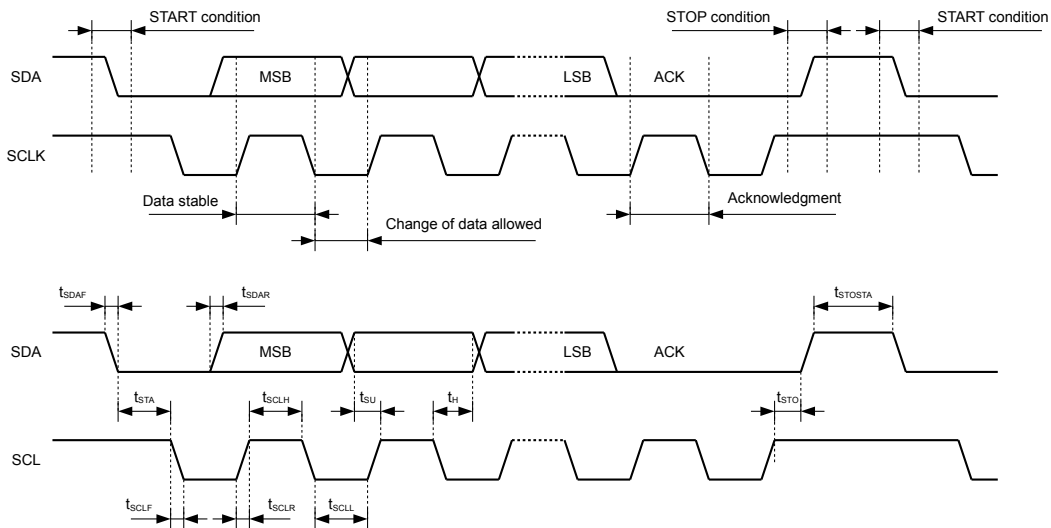 START condition
STOP condition
START condition
SDA
MSB
LSB
ACK
SCLK
Data stable
Change of data allowed
Acknowledgment
tSDAF
tSDAR
tSTOSTA
SDA
MSB
LSB
ACK
tSTA
tSCLH
tSU
tH
tSTO
SCL
tSCLF
tSCLR
tSCLL